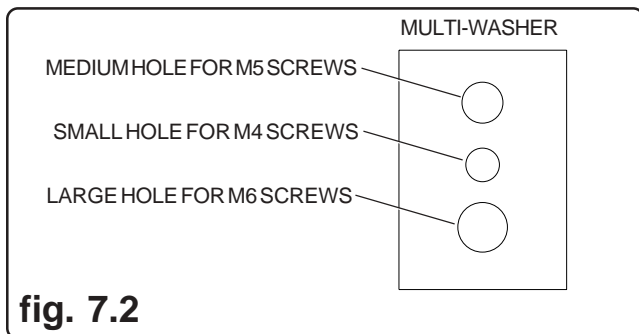 MULTI-WASHER
MEDIUM HOLE FOR M5 SCREWS
SMALL HOLE FOR M4 SCREWS
LARGE HOLE FOR M6 SCREWS
fig. 7.2